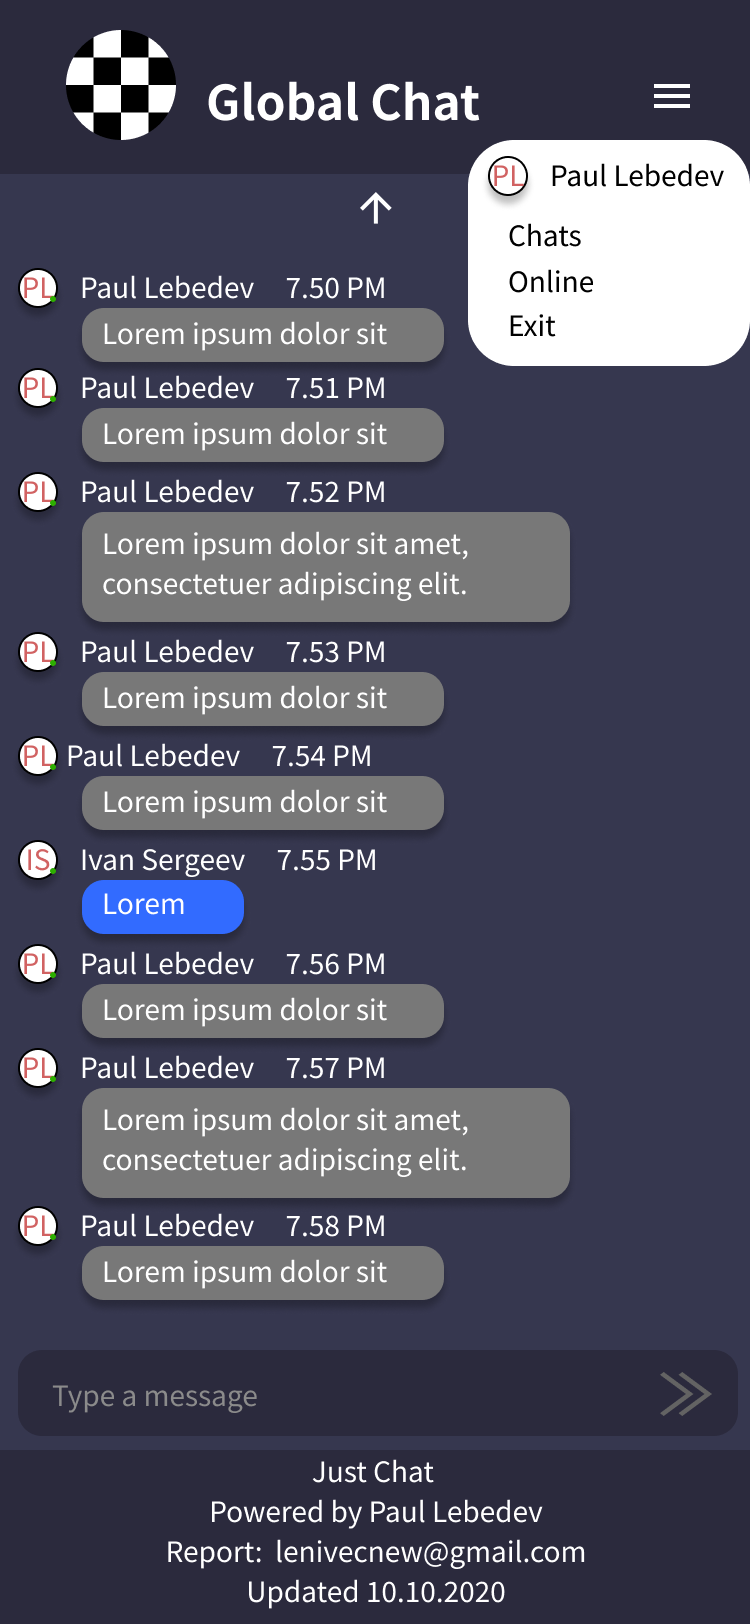 Global Chat
PL Paul Lebedev
Chats
Online
Exit
PL Paul Lebedev 7.50 PM
Lorem ipsum dolor sit
PL Paul Lebedev 7.51 PM
Lorem ipsum dolor sit
PL Paul Lebedev 7.52 PM
Lorem ipsum dolor sit amet,
consectetuer adipiscing elit.
PL Paul Lebedev 7.53 PM
Lorem ipsum dolor sit
PL Paul Lebedev 7.54 PM
Lorem ipsum dolor sit
IS Ivan Sergeev 7.55 PM
Lorem
PL Paul Lebedev 7.56 PM
Lorem ipsum dolor sit
PL Paul Lebedev 7.57 PM
Lorem ipsum dolor sit amet,
consectetuer adipiscing elit.
PL Paul Lebedev 7.58 PM
Lorem ipsum dolor sit
Type a message
Just Chat
Powered by Paul Lebedev
Report: lenivecnew@gmail.com
Updated 10.10.2020